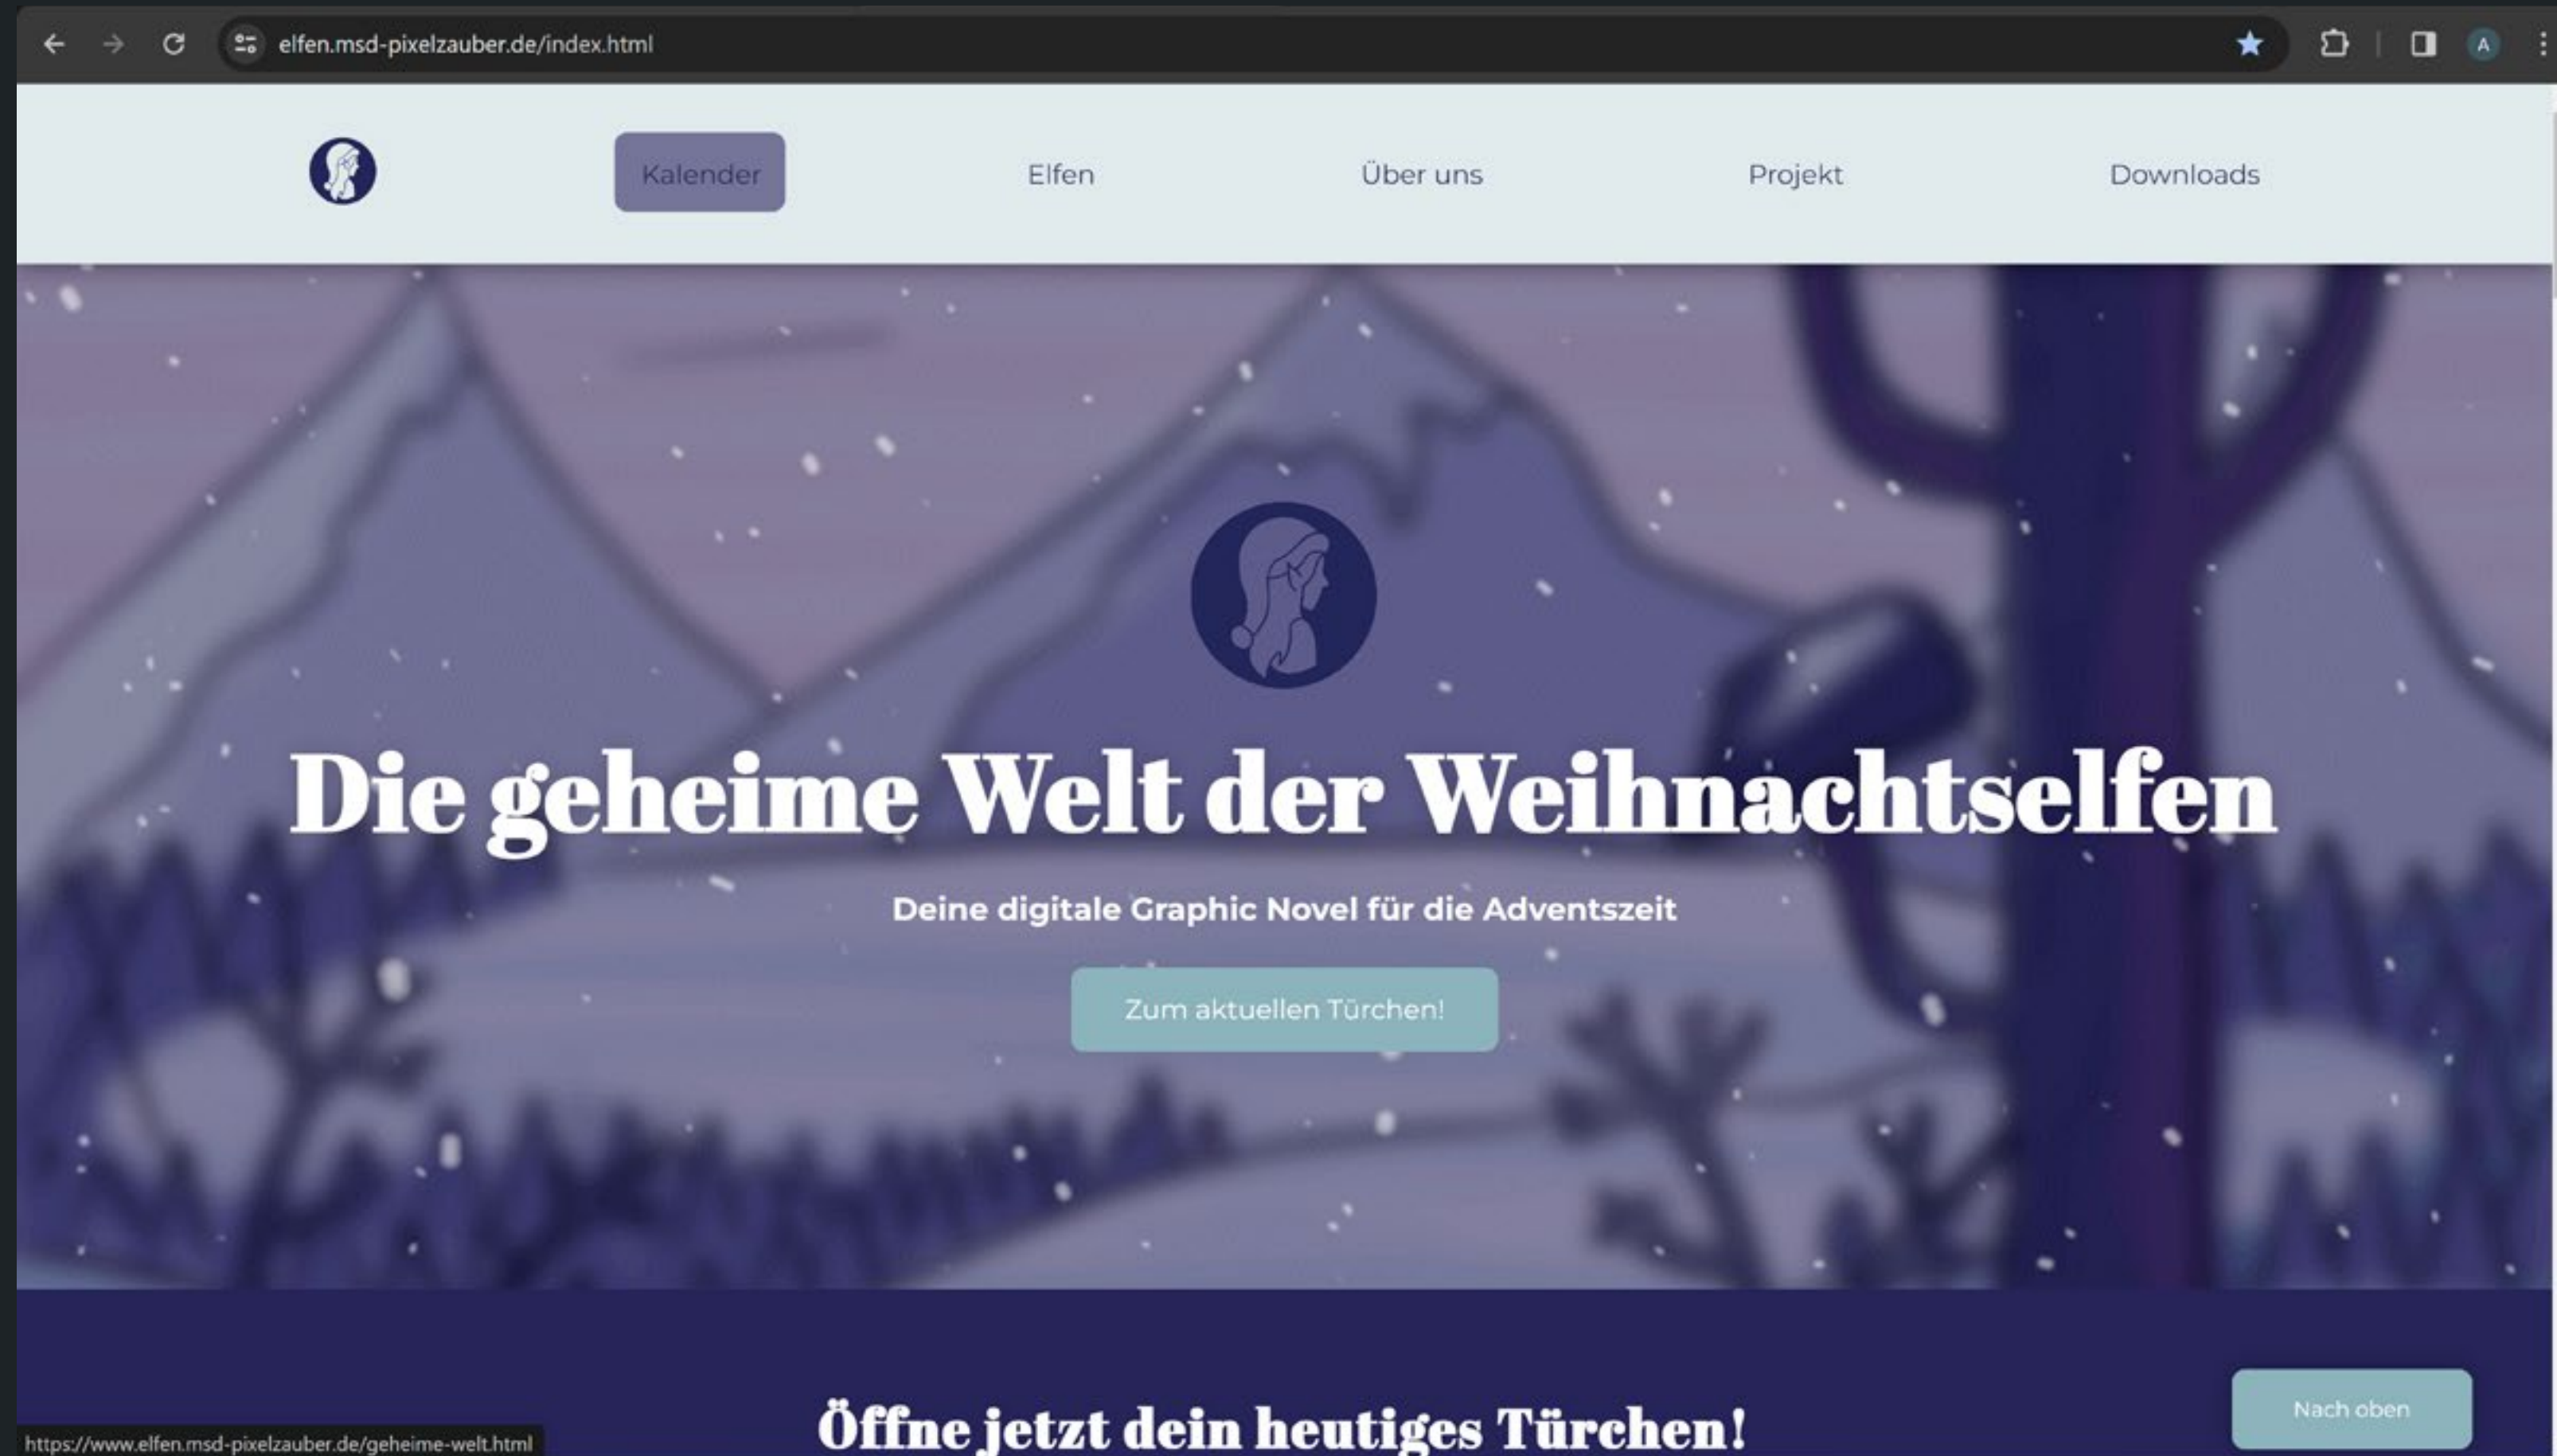 elfen.msd-pixelzauber.de/index.html
A
Kalender
Elfen
Über uns
Projekt
Downloads
Die geheime Welt der Weihnachtselfen
Deine digitale Graphic Novel für die Adventszeit
Zum aktuellen Türchen!
Öffne jetzt dein heutiges Türchen!
Nach oben
https://www.elfen.msd-pixelzauber.de/geheime-welt.html